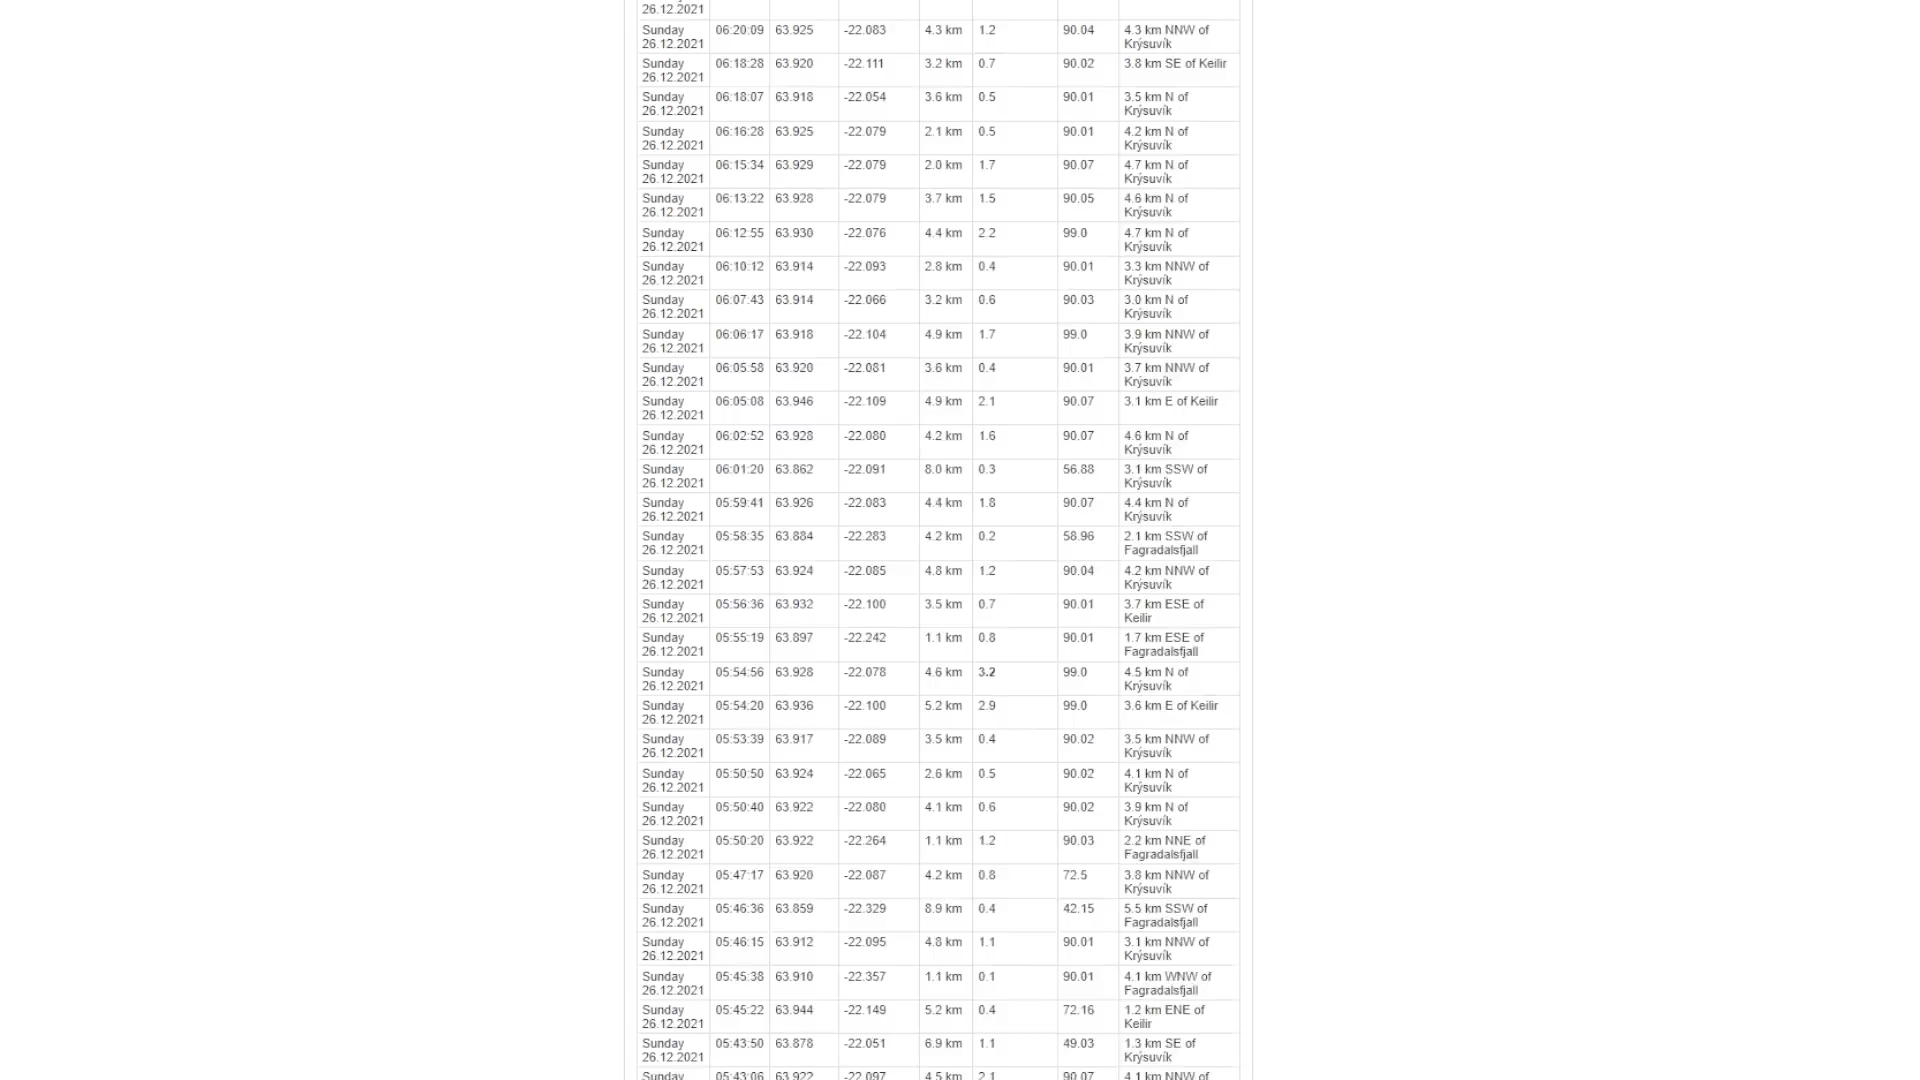 26.12.2021
Sunday 06:20:09 63.925 -22.083 4.3 km 1.2 90.04 4.3 km NNW of
26.12.2021 Krýsuvík
Sunday 06:18:28 63.920 -22.111 3.2 km 0.7 90.02 3.8 km SE of Keilir
26.12.2021
Sunday 06:18:07 63.918 -22.054 3.6 km 0.5 90.01 3.5 km N of
26.12.2021 Krýsuvík
Sunday 06:16:28 63.925 -22.079 2.1 km 0.5 90.01 4.2 km N of
26.12.2021 Krýsuvík
Sunday 06:15:34 63.929 -22.079 2.0 km 1.7 90.07 4.7 km N of
26.12.2021 Krýsuvík
Sunday 06:13:22 63.928 -22.079 3.7 km 1.5 90.05 4.6 km N of
26.12.2021 Krýsuvík
Sunday 06:12:55 63.930 -22.076 4.4 km 2.2 99.0 4.7 km N of
26.12.2021 Krýsuvík
Sunday 06:10:12 63.914 -22.093 2.8 km 0.4 90.01 3.3 km NNW of
26.12.2021 Krýsuvík
Sunday 06:07:43 63.914 -22.066 3.2 km 0.6 90.03 3.0 km N of
26.12.2021 Krýsuvík
Sunday 06:06:17 63.918 -22.104 4.9 km 1.7 99.0 3.9 km NNW of
26.12.2021 Krýsuvík
Sunday 06:05:58 63.920 -22.081 3.6 km 0.4 90.01 3.7 km NNW of
26.12.2021 Krýsuvík
Sunday 06:05:08 63.946 -22.109 4.9 km 2.1 90.07 3.1 km E of Keilir
26.12.2021
Sunday 06:02:52 63.928 -22.080 4.2 km 1.6 90.07 4.6 km N of
26.12.2021 Krýsuvík
Sunday 06:01:20 63.862 -22.091 8.0 km 0.3 56.88 3.1 km SSW of
26.12.2021 Krýsuvík
Sunday 05:59:41 63.926 -22.083 4.4 km 1.8 90.07 4.4 km N of
26.12.2021 Krýsuvík
Sunday 05:58:35 63.884 -22.283 4.2 km 0.2 58.96 2.1 km SSW of
26.12.2021 Fagradalsfjall
Sunday 05:57:53 63.924 -22.085 4.8 km 1.2 90.04 4.2 km NNW of
26.12.2021 Krýsuvík
Sunday 05:56:36 63.932 -22.100 3.5 km 0.7 90.01 3.7 km ESE of
26.12.2021 Keilir
Sunday 05:55:19 63.897 -22.242 1.1 km 0.8 90.01 1.7 km ESE of
26.12.2021 Fagradalsfjall
Sunday 05:54:56 63.928 -22.078 4.6 km 3.2 99.0 4.5 km N of
26.12.2021 Krýsuvík
Sunday 05:54:20 63.936 -22.100 5.2 km 2.9 99.0 3.6 km E of Keilir
26.12.2021
Sunday 05:53:39 63.917 -22.089 3.5 km 0.4 90.02 3.5 km NNW of
26.12.2021 Krýsuvík
Sunday 05:50:50 63.924 -22.065 2.6 km 0.5 90.02 4.1 km N of
26.12.2021 Krýsuvík
Sunday 05:50:40 63.922 -22.080 4.1 km 0.6 90.02 3.9 km N of
26.12.2021 Krýsuvík
Sunday 05:50:20 63.922 -22.264 1.1 km 1.2 90.03 2.2 km NNE of
26.12.2021 Fagradalsfjall
Sunday 05:47:17 63.920 -22.087 4.2 km 0.8 72.5 3.8 km NNW of
26.12.2021 Krýsuvík
Sunday 05:46:36 63.859 -22.329 8.9 km 0.4 42.15 5.5 km SSW of
26.12.2021 Fagradalsfjall
Sunday 05:46:15 63.912 -22.095 4.8 km 1.1 90.01 3.1 km NNW of
26.12.2021 Krýsuvík
Sunday 05:45:38 63.910 -22.357 1.1 km 0.1 90.01 4.1 km WNW of
26.12.2021 Fagradalsfjall
Sunday 05:45:22 63.944 -22.149 5.2 km 0.4 72.16 1.2 km ENE of
26.12.2021 Keilir
Sunday 05:43:50 63.878 -22.051 6.9 km 1.1 49.03 1.3 km SE of
26.12.2021 Krýsuvík
Sunday 05:43:06 63.922 -22.097 4.5 km 2.1 90.07 4.1 km NNW of